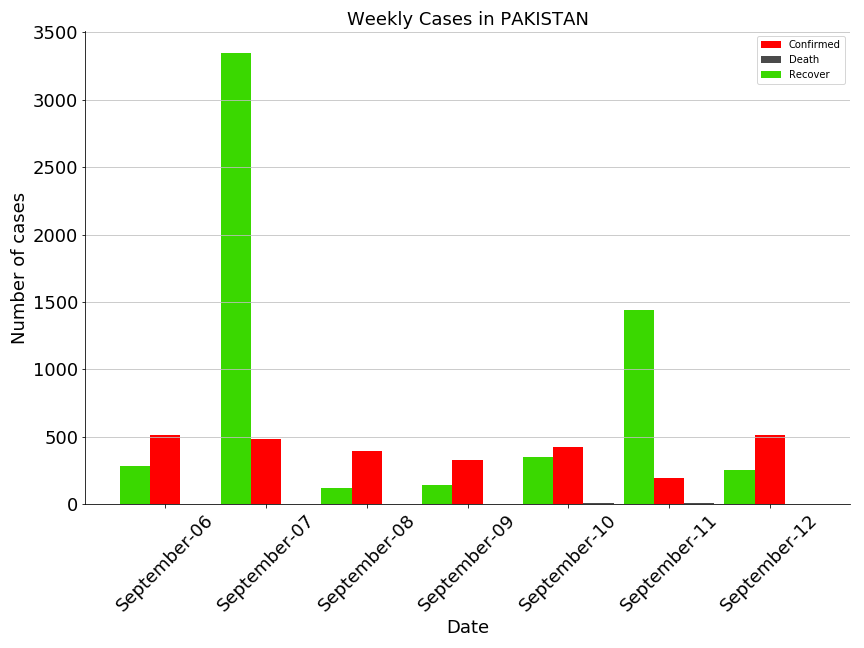 Weekly Cases in PAKISTAN
Confirmed
Death
Recover
Number of cases
3500
3000
2500
2000
1500
1000
500
0
September-06
September-07
September-08
September-09
September-10
September-11
September-12
Date